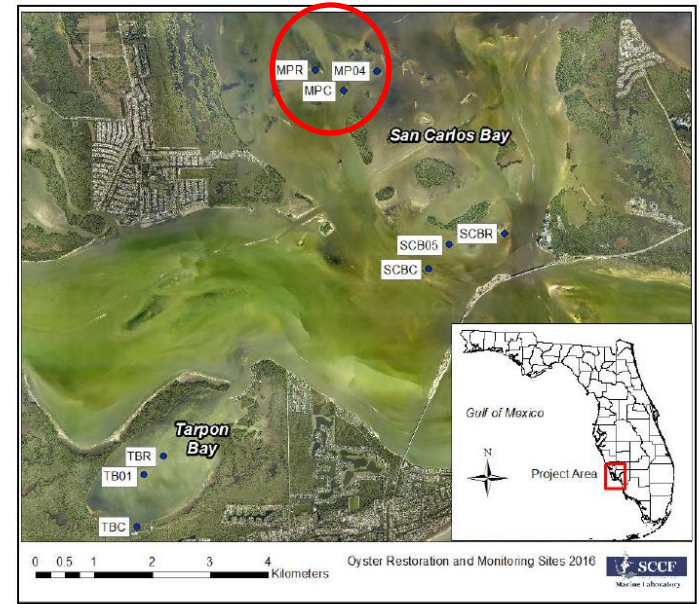 MPR
MP04
MPC
San Carlos Bay
SCBR
SCB05
SCBC
Tarpon
Bay
TBR
TB01
TBC
Gulf of Mexico
N
Project Area
0 0.5 1 2 3 4
Kilometers
Oyster Restoration and Monitoring Sites 2016
SCCF
Marine Laboratory